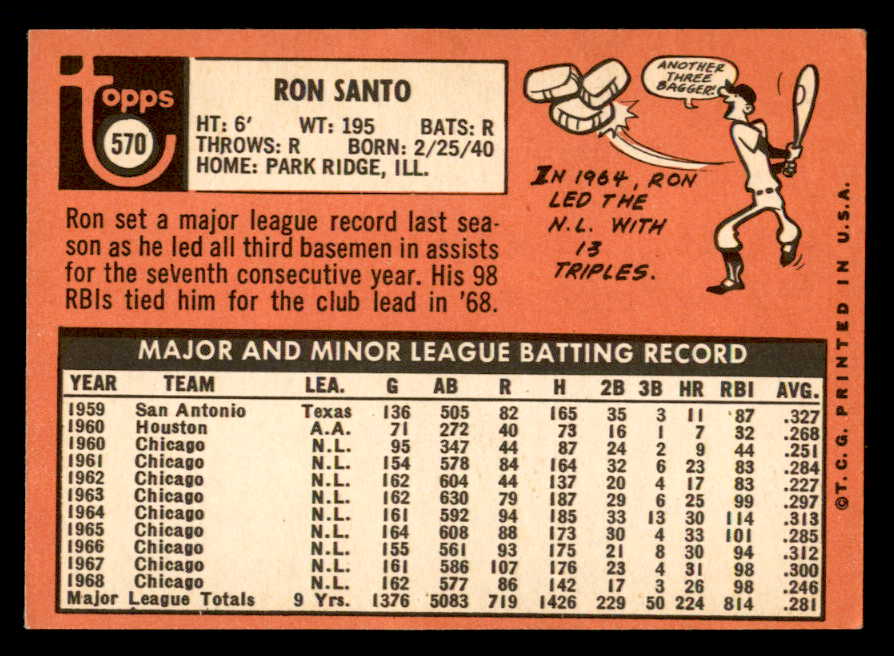 topps
570
RON SANTO
HT: 6' WT: 195 BATS: R
THROWS: R BORN: 2/25/40
HOME: PARK RIDGE, ILL.
ANOTHER
THREE
BAGGER!
IN 1964, RON
LED THE
N.L. WITH
13
TRIPLES.
Ron set a major league record last sea-
son as he led all third basemen in assists
for the seventh consecutive year. His 98
RBIs tied him for the club lead in '68.
MAJOR AND MINOR LEAGUE BATTING RECORD
YEAR TEAM LEA. G AB R H 2B 3B HR RBI AVG.
1959 San Antonio Texas 136 505 82 165 35 3 11 87 .327
1960 Houston A.A. 71 272 40 73 16 1 7 32 .268
1960 Chicago N.L. 95 347 44 87 24 2 9 44 .251
1961 Chicago N.L. 154 578 84 164 32 6 23 83 .284
1962 Chicago N.L. 162 604 44 137 20 4 17 83 .227
1963 Chicago N.L. 162 630 79 187 29 6 25 99 .297
1964 Chicago N.L. 161 592 94 185 33 13 30 114 .313
1965 Chicago N.L. 164 608 88 173 30 4 33 101 .285
1966 Chicago N.L. 155 561 93 175 21 8 30 94 .312
1967 Chicago N.L. 161 586 107 176 23 4 31 98 .300
1968 Chicago N.L. 162 577 86 142 17 3 26 98 .246
Major League Totals 9 Yrs. 1376 5083 719 1426 229 50 224 814 .281
©T.C.G. PRINTED IN U.S.A.